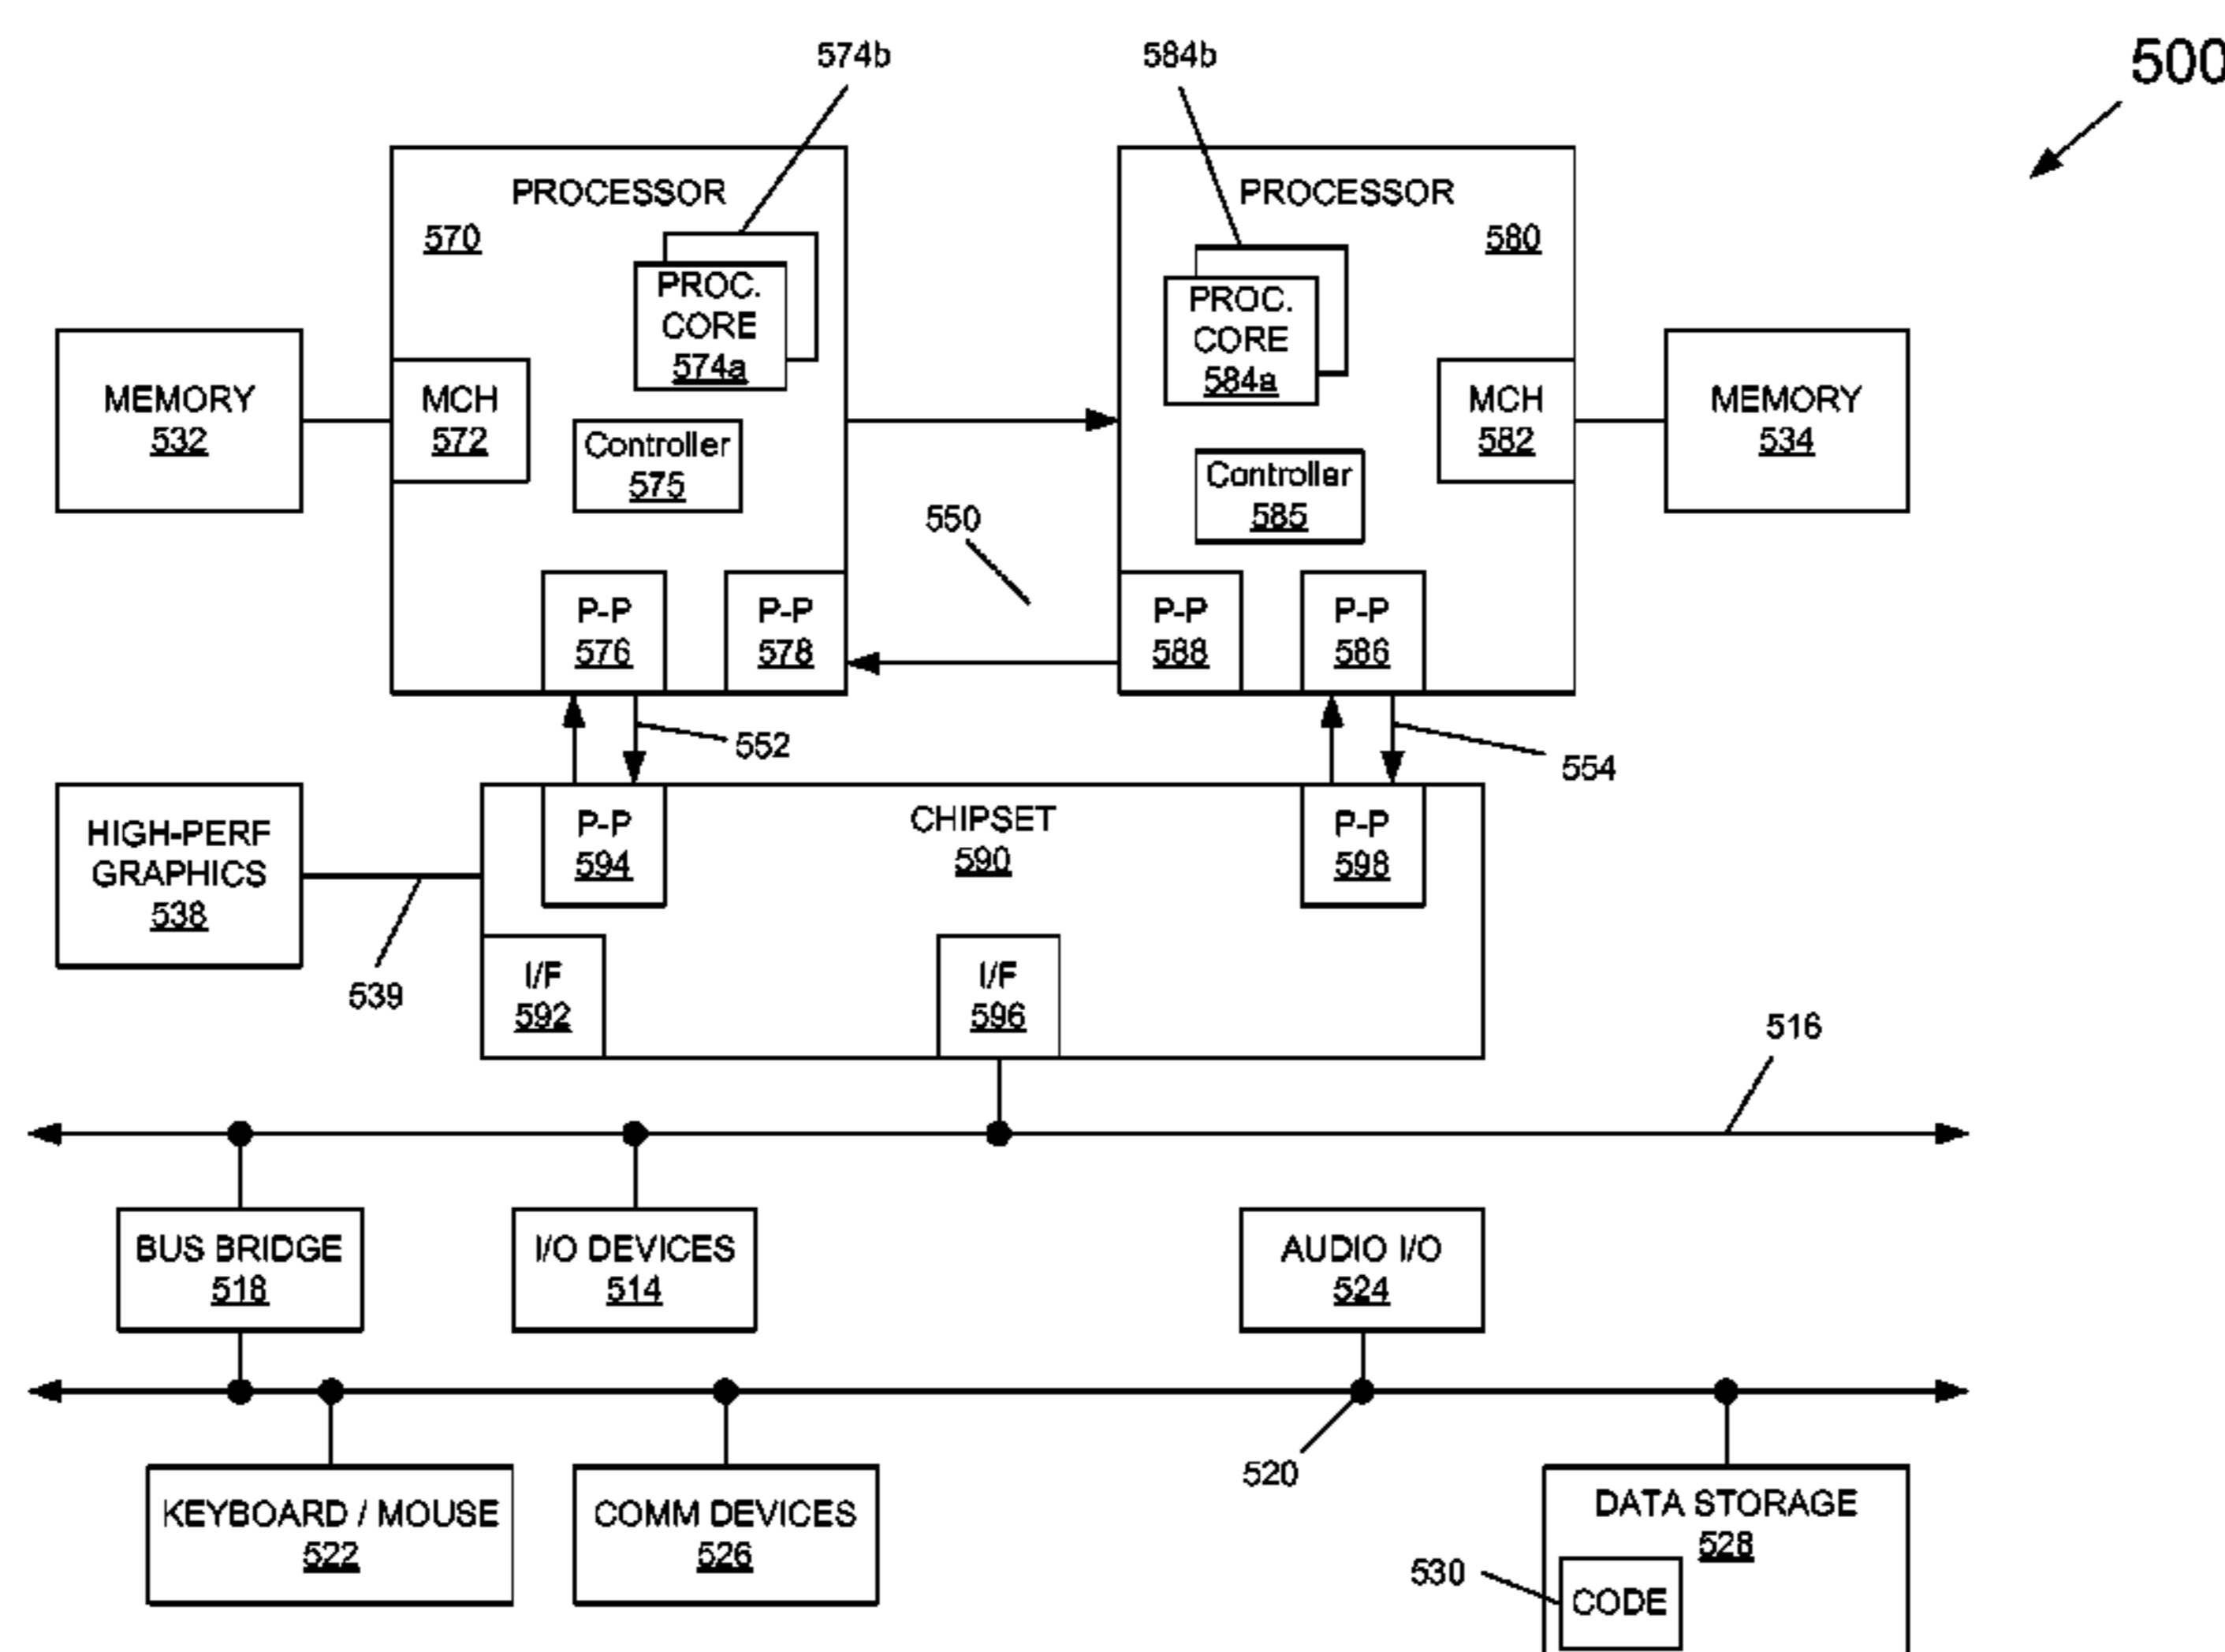 574b
584b
500
PROCESSOR
570
PROC.
CORE
574a
MCH
572
Controller
575
P-P
576
P-P
578
PROCESSOR
580
PROC.
CORE
584a
MCH
582
Controller
585
P-P
588
P-P
586
MEMORY
532
MEMORY
534
550
552
554
HIGH-PERF
GRAPHICS
538
539
CHIPSET
590
P-P
594
P-P
598
I/F
592
I/F
596
516
BUS BRIDGE
518
I/O DEVICES
514
AUDIO I/O
524
520
KEYBOARD / MOUSE
522
COMM DEVICES
526
DATA STORAGE
528
530
CODE